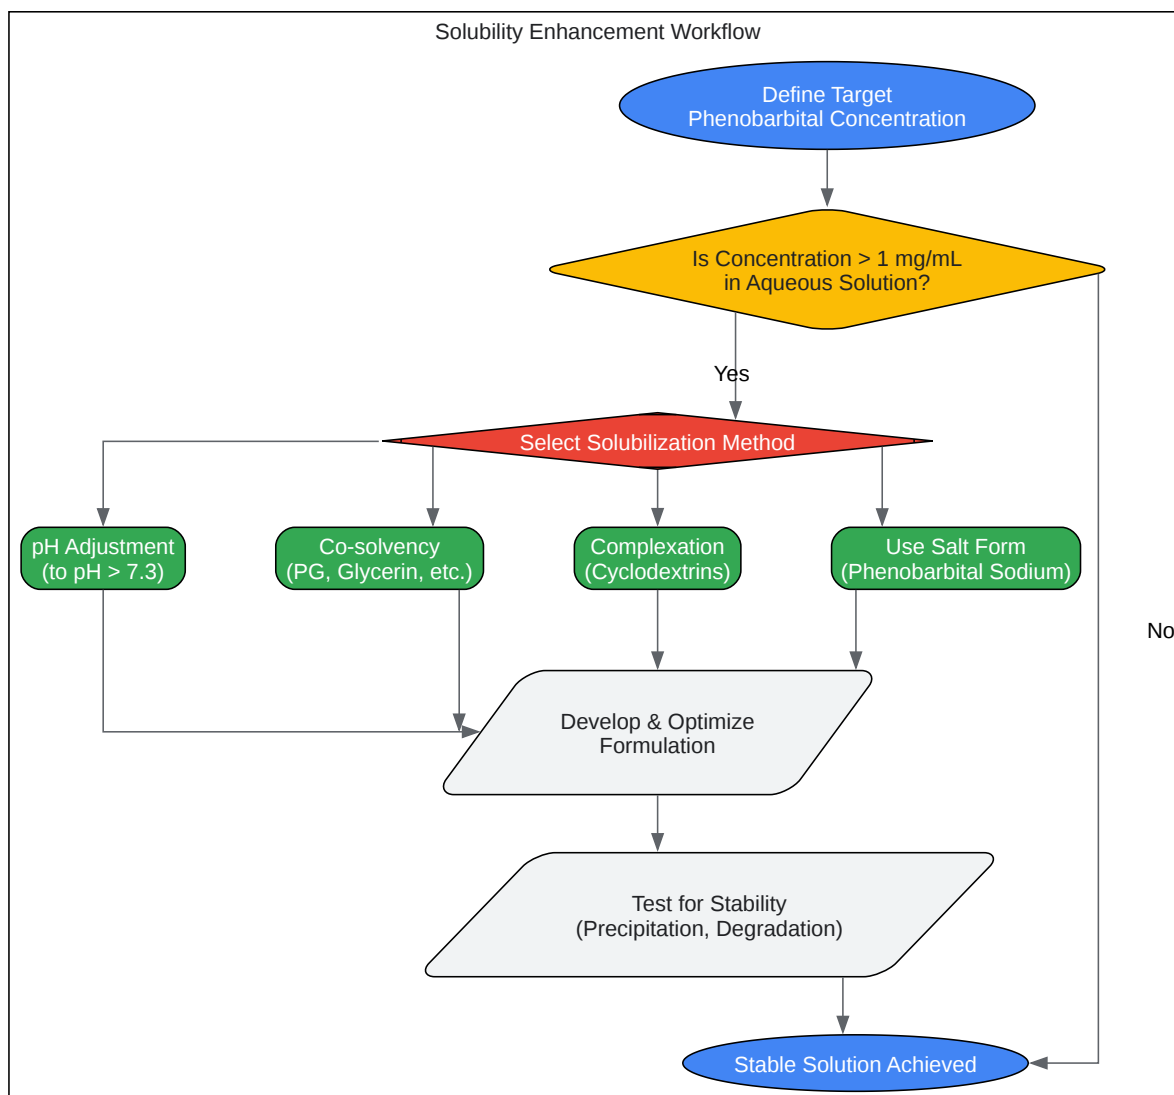 Solubility Enhancement Workflow
Define Target
Phenobarbital Concentration
Is Concentration > 1 mg/mL
in Aqueous Solution?
Yes
Select Solubilization Method
pH Adjustment
(to pH > 7.3)
Co-solvency
(PG, Glycerin, etc.)
Complexation
(Cyclodextrins)
Use Salt Form
(Phenobarbital Sodium)
No
Develop & Optimize
Formulation
Test for Stability
(Precipitation, Degradation)
Stable Solution Achieved